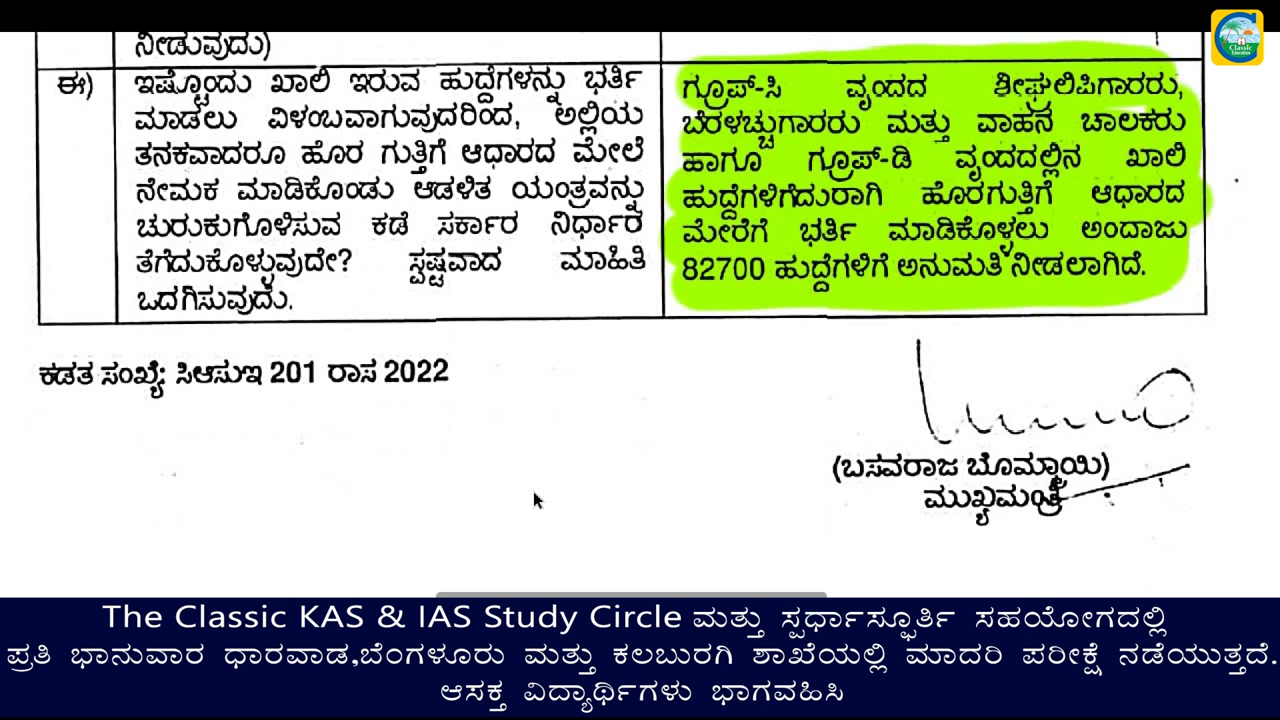 Classic
Education
ನೀಡುವುದು)
ಈ)
ಇಷ್ಟೊಂದು ಖಾಲಿ ಇರುವ ಹುದ್ದೆಗಳನ್ನು ಭರ್ತಿ
ಮಾಡಲು ವಿಳಂಬವಾಗುವುದರಿಂದ, ಅಲ್ಲಿಯ
ತನಕವಾದರೂ ಹೊರ ಗುತ್ತಿಗೆ ಆಧಾರದ ಮೇಲೆ
ನೇಮಕ ಮಾಡಿಕೊಂಡು ಆಡಳಿತ ಯಂತ್ರವನ್ನು
ಚುರುಕುಗೊಳಿಸುವ ಕಡೆ ಸರ್ಕಾರ ನಿರ್ಧಾರ
ತೆಗೆದುಕೊಳ್ಳುವುದೇ? ಸ್ಪಷ್ಟವಾದ ಮಾಹಿತಿ
ಒದಗಿಸುವುದು.
ಗ್ರೂಪ್-ಸಿ ವೃಂದದ ಶೀಘ್ರಲಿಪಿಗಾರರು,
ಬೆರಳಚ್ಚುಗಾರರು ಮತ್ತು ವಾಹನ ಚಾಲಕರು
ಹಾಗೂ ಗ್ರೂಪ್-ಡಿ ವೃಂದದಲ್ಲಿನ ಖಾಲಿ
ಹುದ್ದೆಗಳಿಗೆದುರಾಗಿ ಹೊರಗುತ್ತಿಗೆ ಆಧಾರದ
ಮೇರೆಗೆ ಭರ್ತಿ ಮಾಡಿಕೊಳ್ಳಲು ಅಂದಾಜು
82700 ಹುದ್ದೆಗಳಿಗೆ ಅನುಮತಿ ನೀಡಲಾಗಿದೆ.
ಕಡತ ಸಂಖ್ಯೆ: ಸಿಆಸುಇ 201 ರಾಸ 2022
(ಬಸವರಾಜ ಬೊಮ್ಮಾಯಿ)
ಮುಖ್ಯಮಂತ್ರಿ
The Classic KAS & IAS Study Circle ಮತ್ತು ಸ್ಪರ್ಧಾಸ್ಫೂರ್ತಿ ಸಹಯೋಗದಲ್ಲಿ
ಪ್ರತಿ ಭಾನುವಾರ ಧಾರವಾಡ,ಬೆಂಗಳೂರು ಮತ್ತು ಕಲಬುರಗಿ ಶಾಖೆಯಲ್ಲಿ ಮಾದರಿ ಪರೀಕ್ಷೆ ನಡೆಯುತ್ತದೆ.
ಆಸಕ್ತ ವಿದ್ಯಾರ್ಥಿಗಳು ಭಾಗವಹಿಸಿ